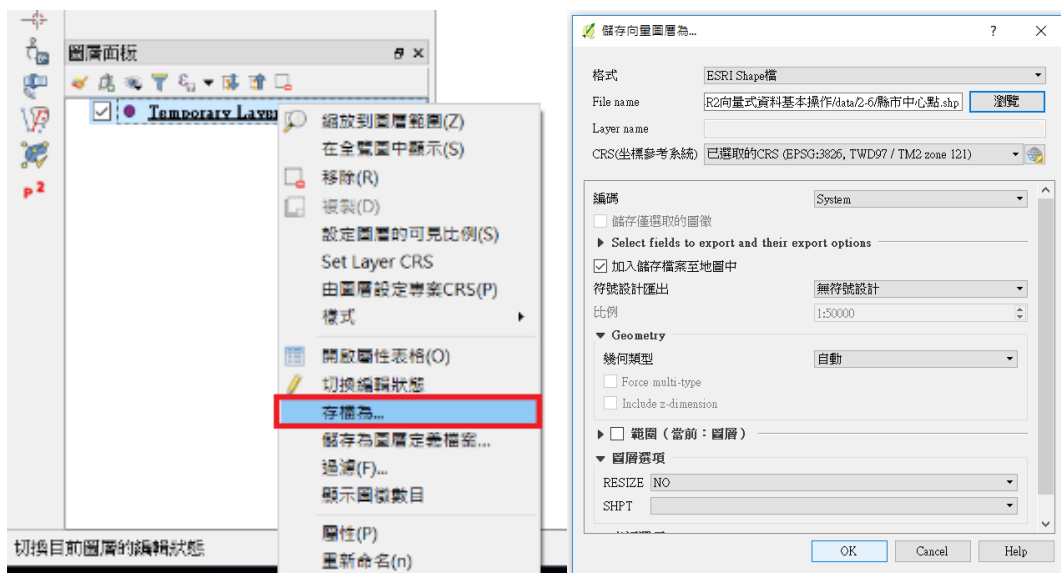 圖層面板
Temporary Layer
縮放到圖層範圍(Z)
在全覽圖中顯示(S)
移除(R)
複製(D)
設定圖層的可見比例(S)
Set Layer CRS
由圖層設定專案CRS(P)
樣式
開啟屬性表格(O)
切換編輯狀態
存檔為...
儲存為圖層定義檔案...
過濾(F)...
顯示圖徵數目
屬性(P)
重新命名(n)
切換目前圖層的編輯狀態
儲存向量圖層為...
格式 ESRI Shape檔
File name R2向量式資料基本操作/data/2-6/縣市中心點.shp 瀏覽
Layer name
CRS(坐標參考系統) 已選取的CRS (EPSG:3826, TWD97 / TM2 zone 121)
編碼 System
儲存僅選取的圖徵
Select fields to export and their export options
加入儲存檔案至地圖中
符號設計匯出 無符號設計
比例 1:50000
Geometry
幾何類型 自動
Force multi-type
Include z-dimension
範圍（當前：圖層）
圖層選項
RESIZE NO
SHPT
OK Cancel Help